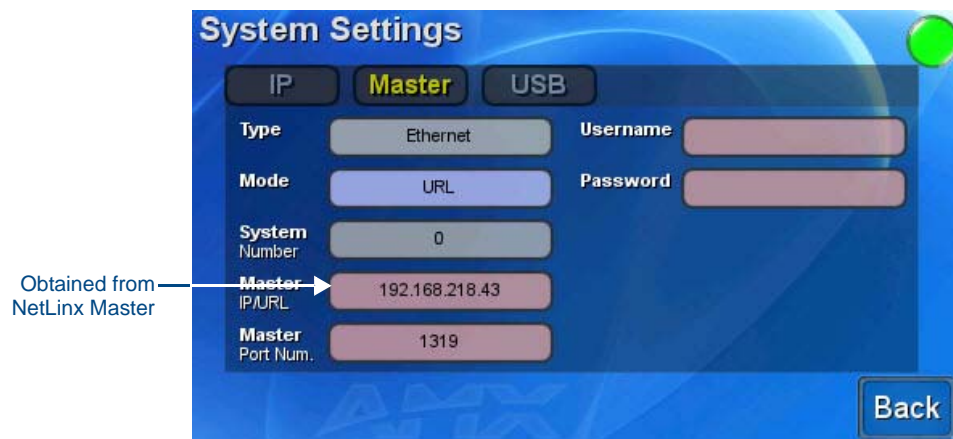 System Settings
IP
Master
USB
Type
Ethernet
Username
Mode
URL
Password
System
Number
0
Obtained from
NetLinx Master
Master
IP/URL
192.168.218.43
Master
Port Num.
1319
AMX
Back